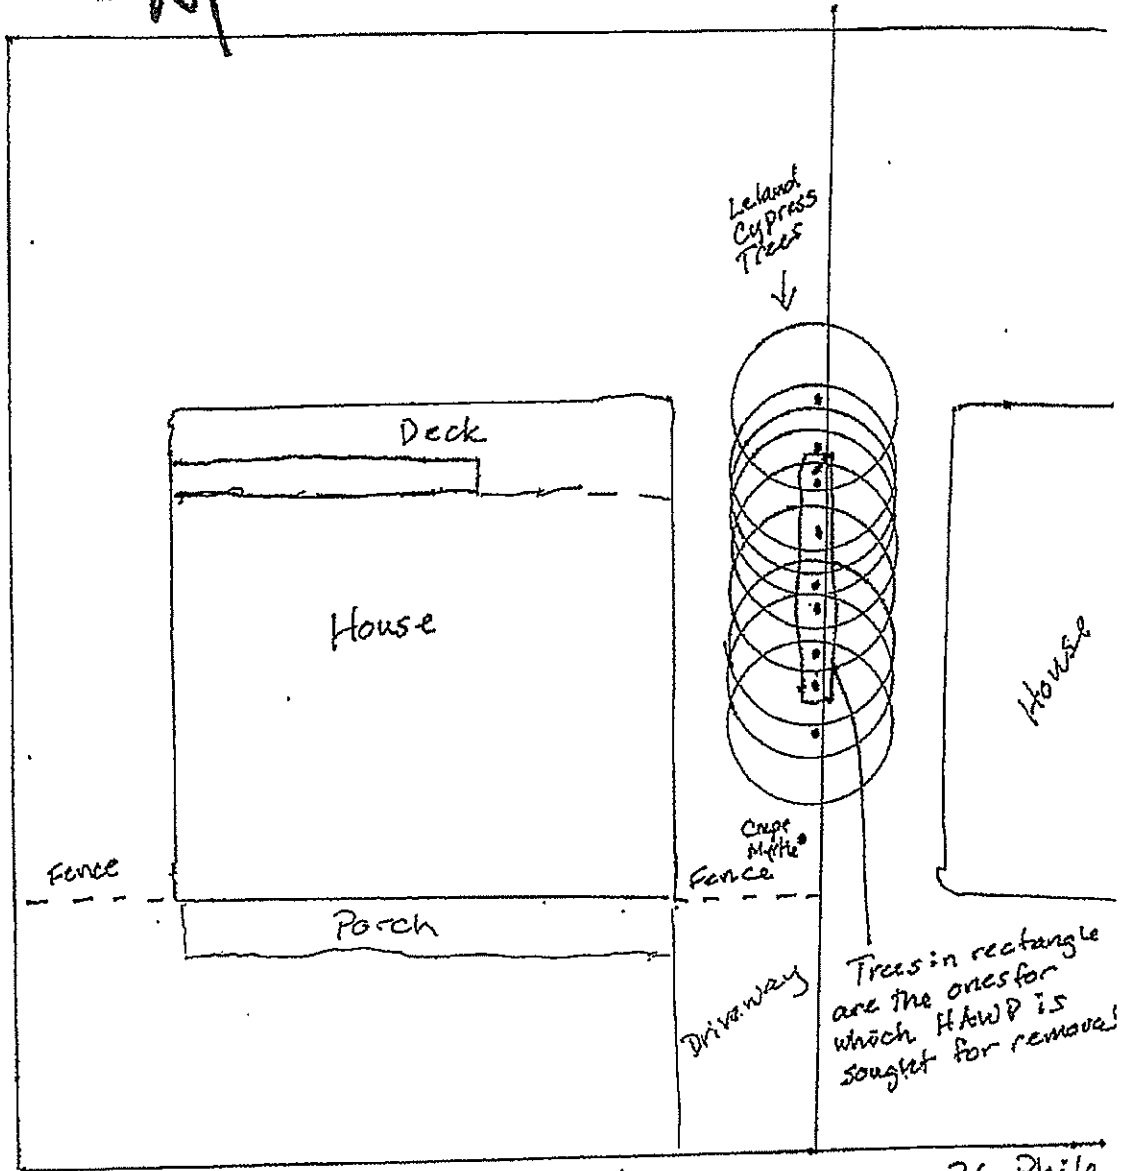 Leland
Cypress
Trees
Deck
House
House
Crepe
Myrtle
Fence
Fence
Porch
Driveway
Trees in rectangle
are the ones for
which HAWP is
sought for removal